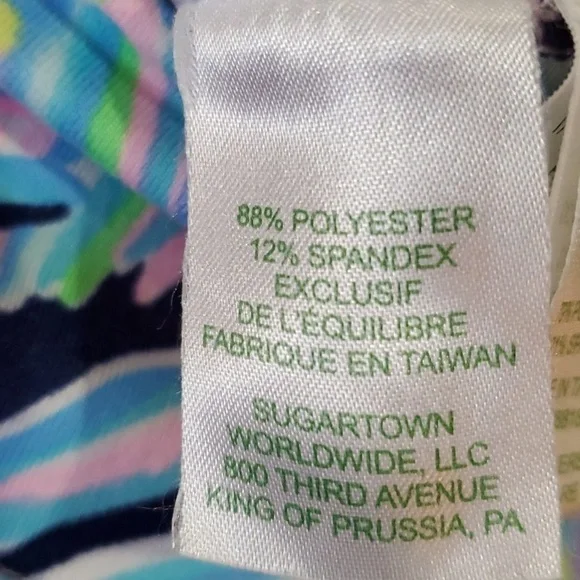 88% POLYESTER
12% SPANDEX
EXCLUSIF
DE L'ÉQUILIBRE
FABRIQUE EN TAIWAN
SUGARTOWN
WORLDWIDE, LLC
800 THIRD AVENUE
KING OF PRUSSIA, PA